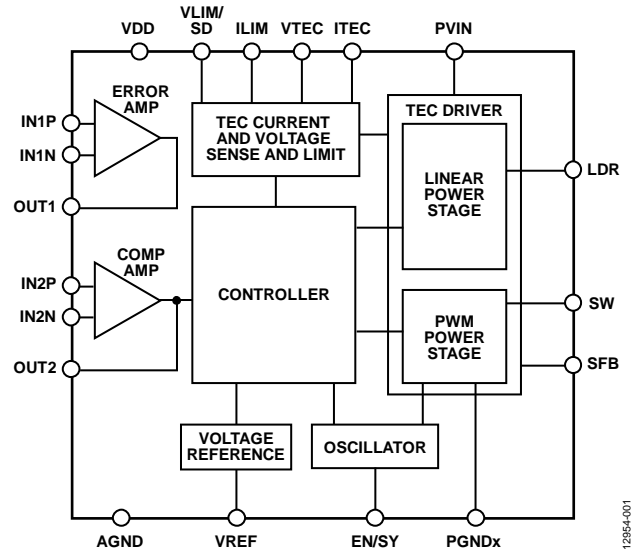 VDD
VLIM/
SD
ILIM
VTEC
ITEC
PVIN
ERROR
AMP
IN1P
IN1N
OUT1
TEC CURRENT
AND VOLTAGE
SENSE AND LIMIT
TEC DRIVER
LINEAR
POWER
STAGE
LDR
COMP
AMP
IN2P
IN2N
OUT2
CONTROLLER
PWM
POWER
STAGE
SW
SFB
VOLTAGE
REFERENCE
OSCILLATOR
AGND
VREF
EN/SY
PGNDx
12954-001